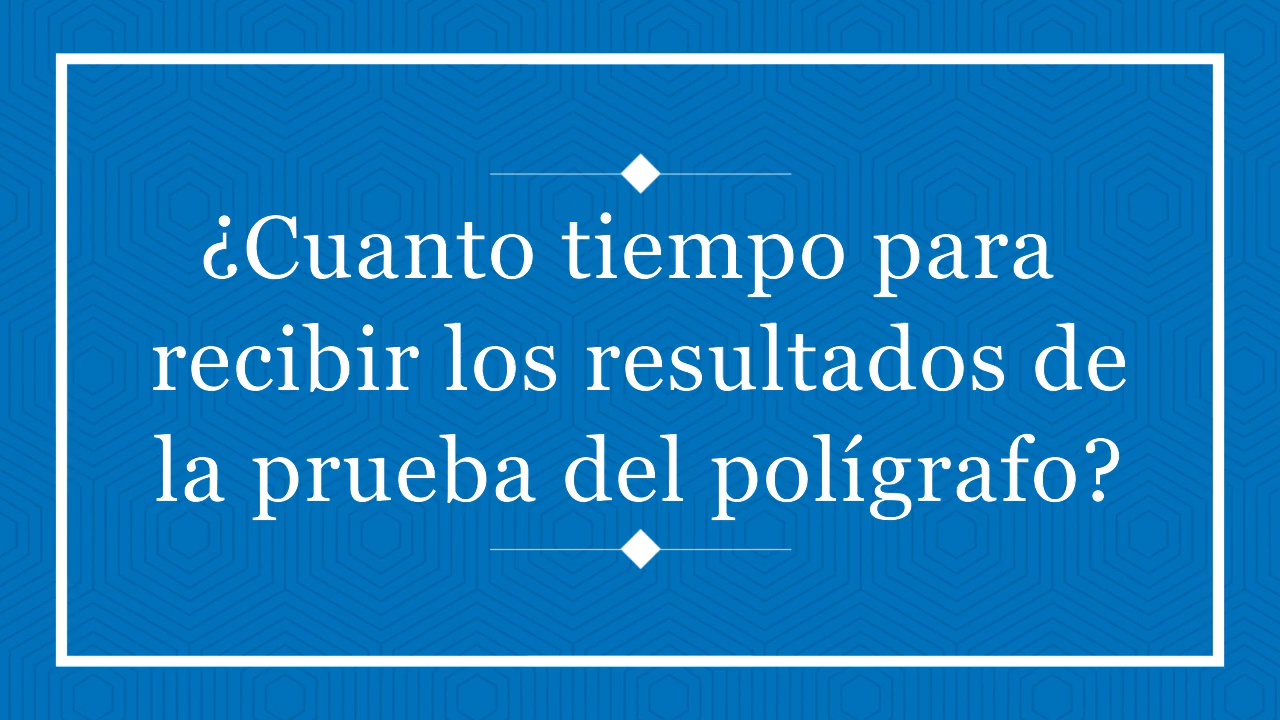 ¿Cuanto tiempo para
recibir los resultados de
la prueba del polígrafo?